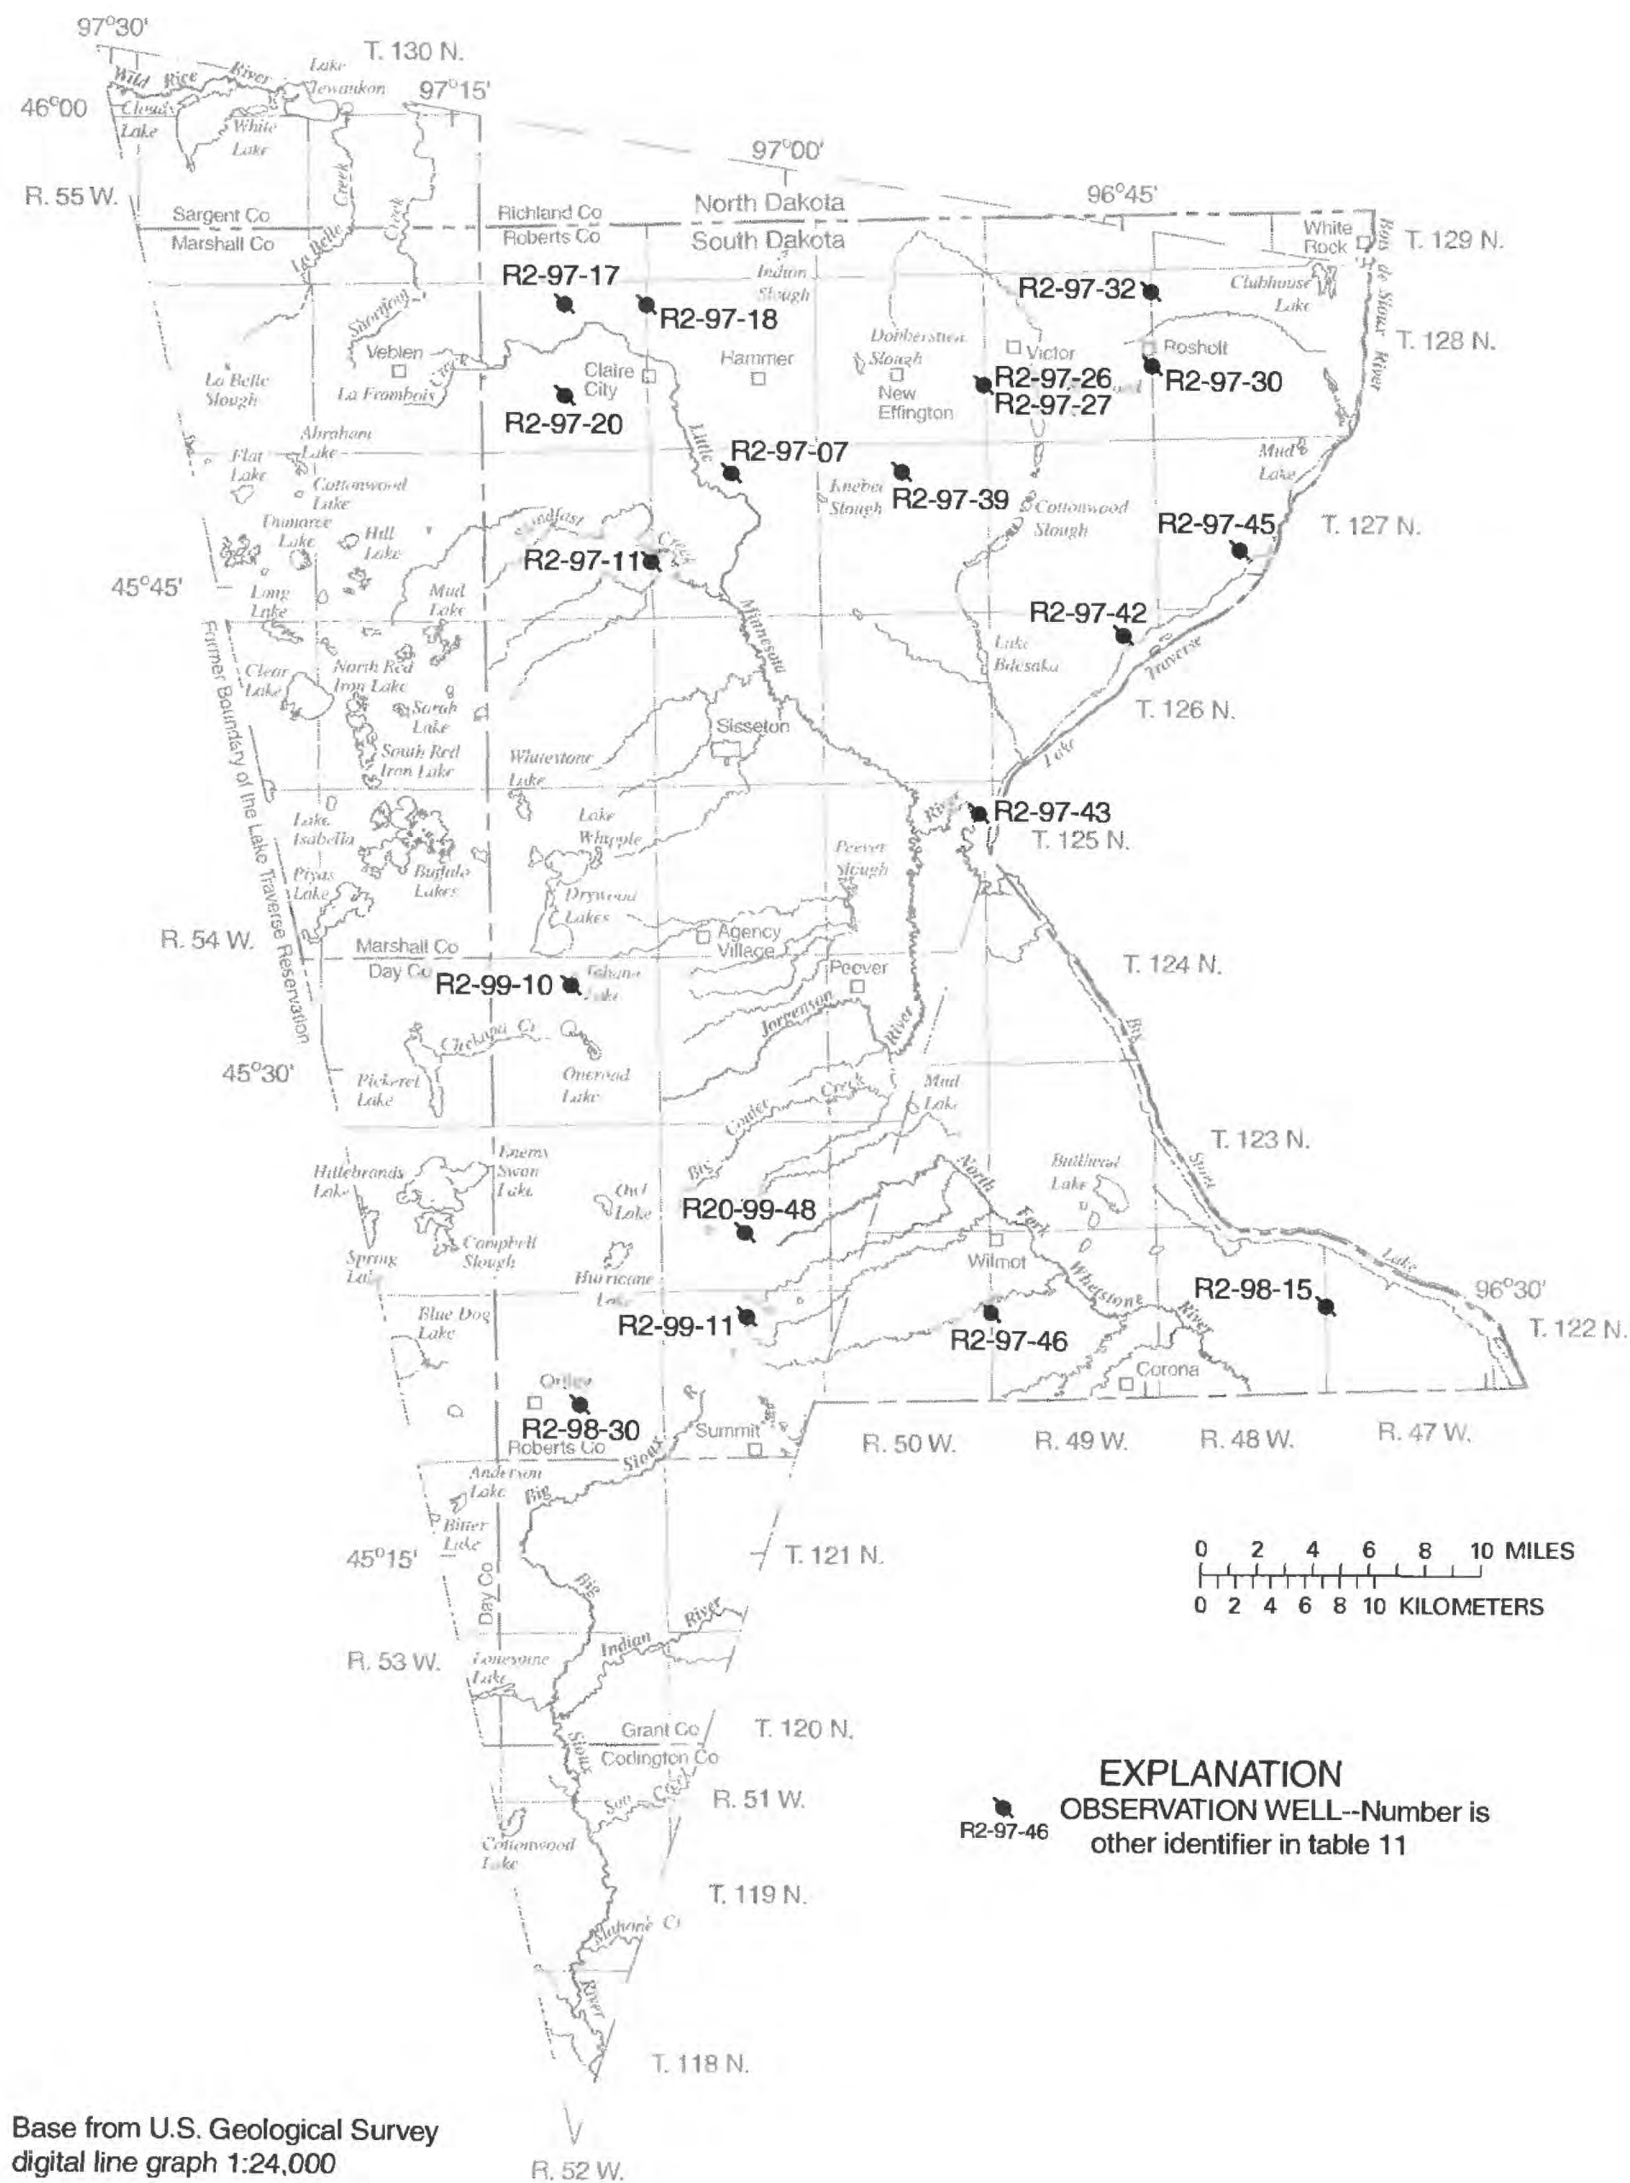 97°30'
T. 130 N.
Wild Rice River
Lake
Tewaukon
97°15'
46°00
Clouds
Lake
White
Lake
97°00'
Creek
Creek
R. 55 W.
96°45'
Sargent Co
Marshall Co
Richland Co
Roberts Co
North Dakota
South Dakota
White
Rock
T. 129 N.
La Belle
Bois de Sioux River
R2-97-17
Indian
Slough
R2-97-32
Clubhouse
Lake
R2-97-18
Shortfoot
T. 128 N.
Veblen
Claire
City
Hammer
Dobberstein
Slough
Victor
Rosholt
La Belle
Slough
La Frombois
Creek
New
Effington
R2-97-26
R2-97-27
R2-97-30
R2-97-20
Abraham
Lake
Little
Flat
Lake
R2-97-07
Mud
Lake
Cottonwood
Lake
Slough
R2-97-39
Cottonwood
Slough
R2-97-45
T. 127 N.
Dumarce
Lake
Hill
Lake
Creek
R2-97-11
45°45'
Long
Lake
Mud
Lake
Minnesota
R2-97-42
Former Boundary of the Lake Traverse Reservation
Clear
Lake
North Red
Iron Lake
Lake
Traverse
Sarah
Lake
T. 126 N.
Sisseton
South Red
Iron Lake
Whitestone
Lake
Lake
Lake
Isabella
Lake
Whipple
River
R2-97-43
T. 125 N.
Piyas
Lake
Buffalo
Lakes
Peever
Slough
Drywood
Lakes
R. 54 W.
Marshall Co
Day Co
Agency
Village
T. 124 N.
R2-99-10
Lake
Peever
Jorgenson
River
Big
Chekapa Cr
45°30'
Pickerel
Lake
Oneroad
Lake
Big Coulee Creek
Mud
Lake
T. 123 N.
Stone
Hillebrands
Lake
Enemy
Swan
Lake
North
Bullhead
Lake
Owl
Lake
R20-99-48
Fork
Spring
Campbell
Slough
Wilmot
Lake
Hurricane
Lake
Whetstone
River
96°30'
R2-98-15
Blue Dog
Lake
R2-99-11
R2-97-46
T. 122 N.
Ortley
Corona
R2-98-30
Roberts Co
Summit
R. 50 W.
R. 49 W.
R. 48 W.
R. 47 W.
Big Sioux R
Anderson
Lake
Bitter
Lake
45°15'
T. 121 N.
0 2 4 6 8 10 MILES
0 2 4 6 8 10 KILOMETERS
Day Co
Big
Indian River
R. 53 W.
Lonesome
Lake
Grant Co
Codington Co
T. 120 N.
Sioux
R. 51 W.
Cottonwood
Lake
EXPLANATION
R2-97-46
OBSERVATION WELL--Number is
other identifier in table 11
T. 119 N.
Mahone Cr
River
T. 118 N.
Base from U.S. Geological Survey
digital line graph 1:24,000
R. 52 W.